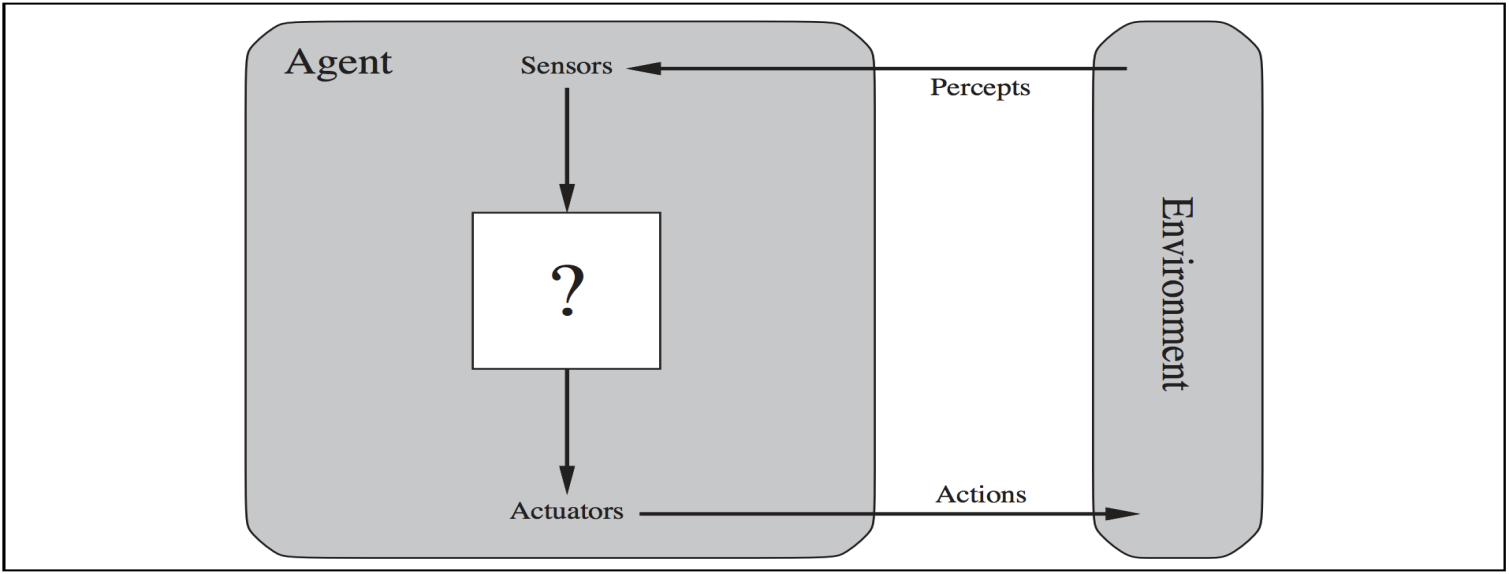 Agent
Sensors
Percepts
?
Environment
Actuators
Actions